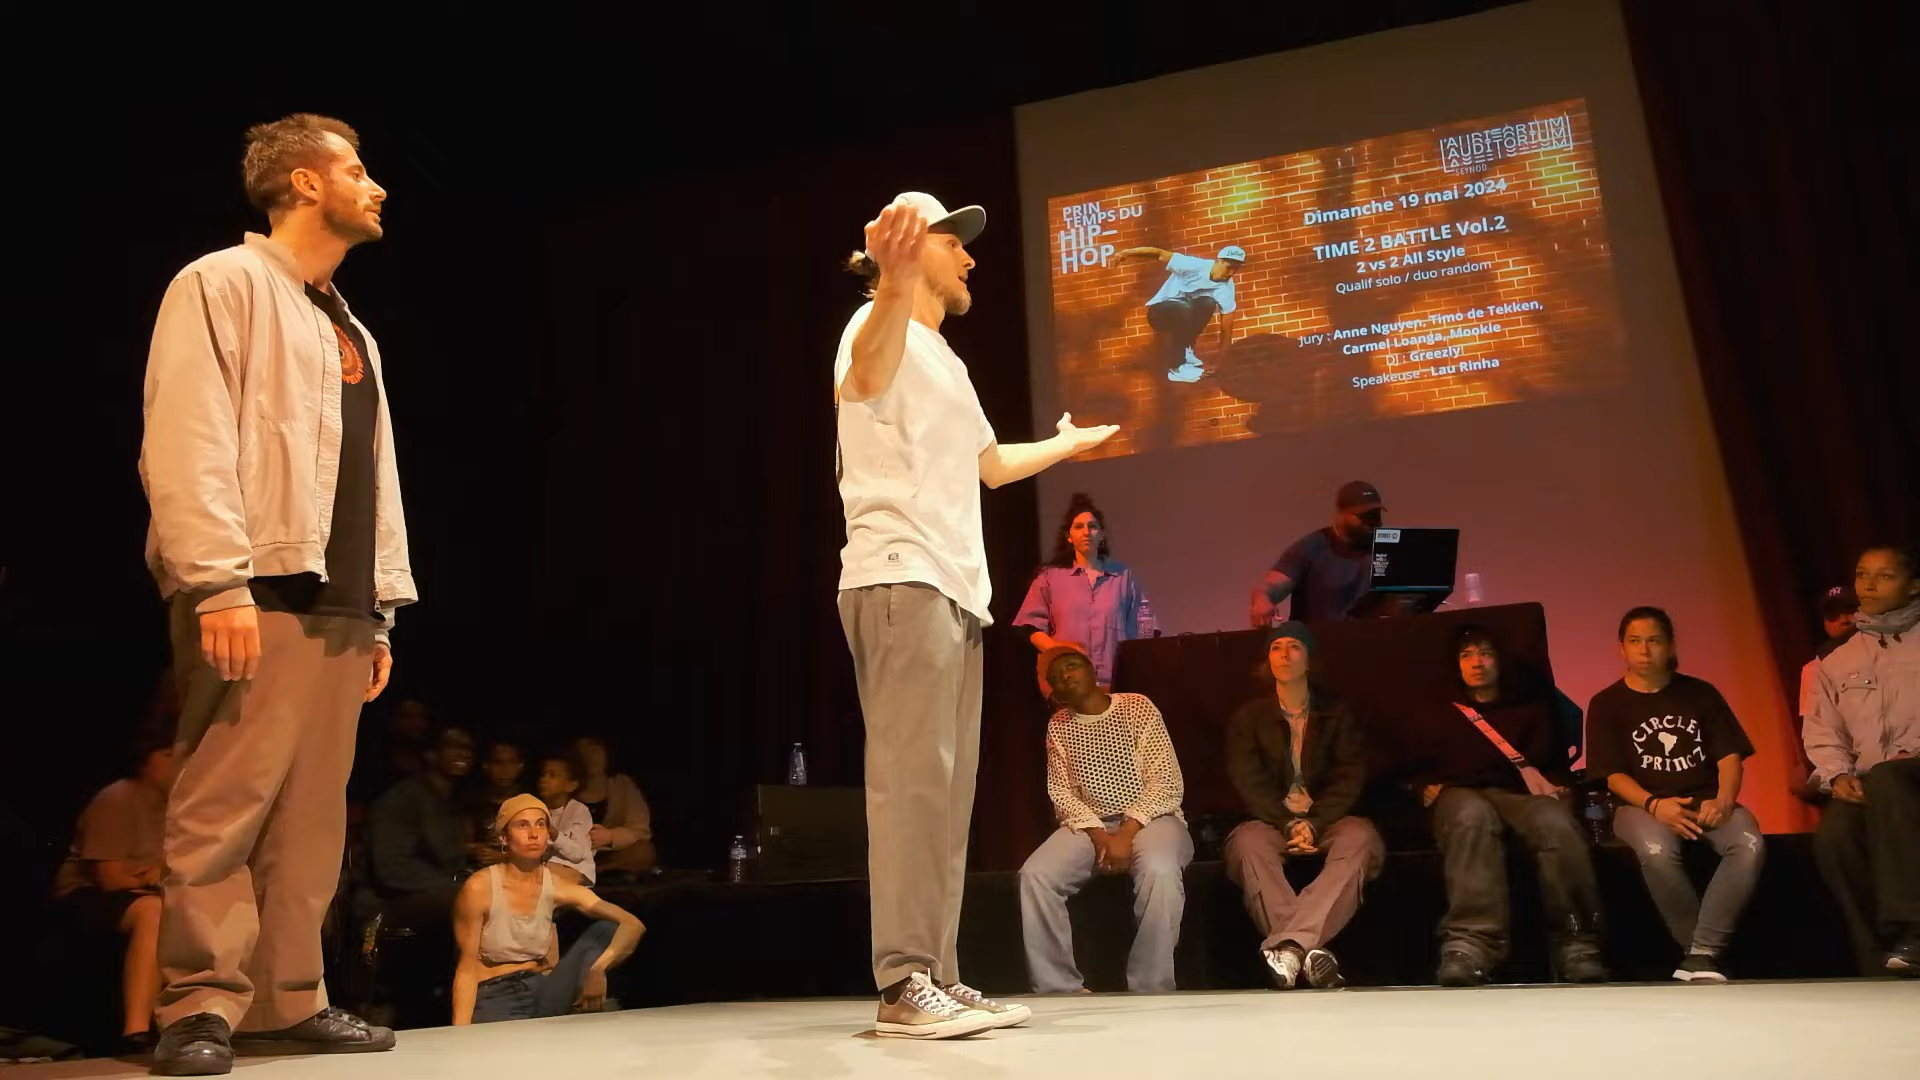 PRIN
TEMPS DU
HIP-
HOP
L'AUDITORIUM
SEYNOD
Dimanche 19 mai 2024
TIME 2 BATTLE Vol.2
2 vs 2 All Style
Qualif solo / duo random
Jury : Anne Nguyen, Timo de Tekken,
Carmel Loanga, Mookie
DJ : Greezly
Speakeuse : Lau Rinha
CIRCLE
PRINCZ